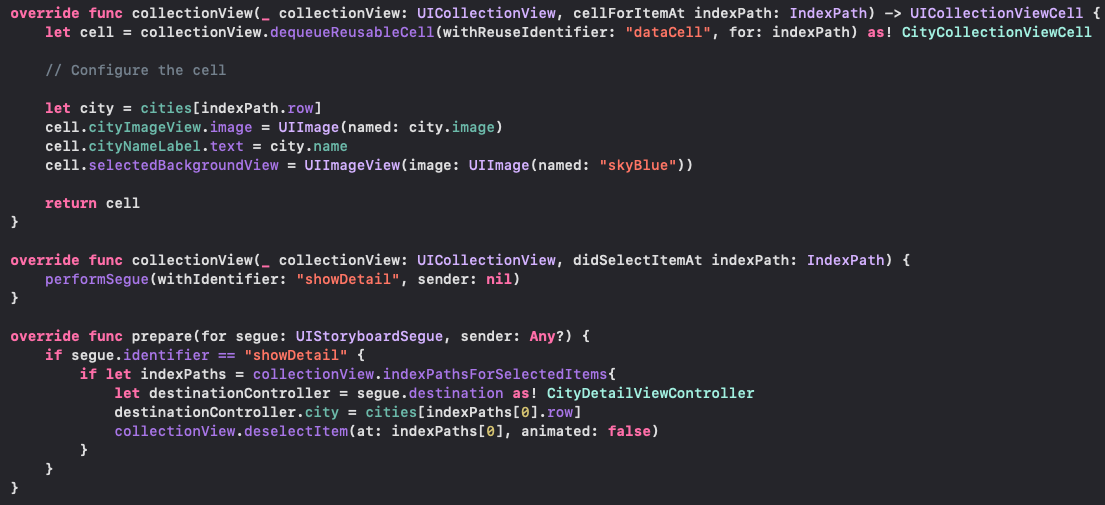 override func collectionView(_ collectionView: UICollectionView, cellForItemAt indexPath: IndexPath) -> UICollectionViewCell {
    let cell = collectionView.dequeueReusableCell(withReuseIdentifier: "dataCell", for: indexPath) as! CityCollectionViewCell

    // Configure the cell

    let city = cities[indexPath.row]
    cell.cityImageView.image = UIImage(named: city.image)
    cell.cityNameLabel.text = city.name
    cell.selectedBackgroundView = UIImageView(image: UIImage(named: "skyBlue"))

    return cell
}

override func collectionView(_ collectionView: UICollectionView, didSelectItemAt indexPath: IndexPath) {
    performSegue(withIdentifier: "showDetail", sender: nil)
}

override func prepare(for segue: UIStoryboardSegue, sender: Any?) {
    if segue.identifier == "showDetail" {
        if let indexPaths = collectionView.indexPathsForSelectedItems{
            let destinationController = segue.destination as! CityDetailViewController
            destinationController.city = cities[indexPaths[0].row]
            collectionView.deselectItem(at: indexPaths[0], animated: false)
        }
    }
}